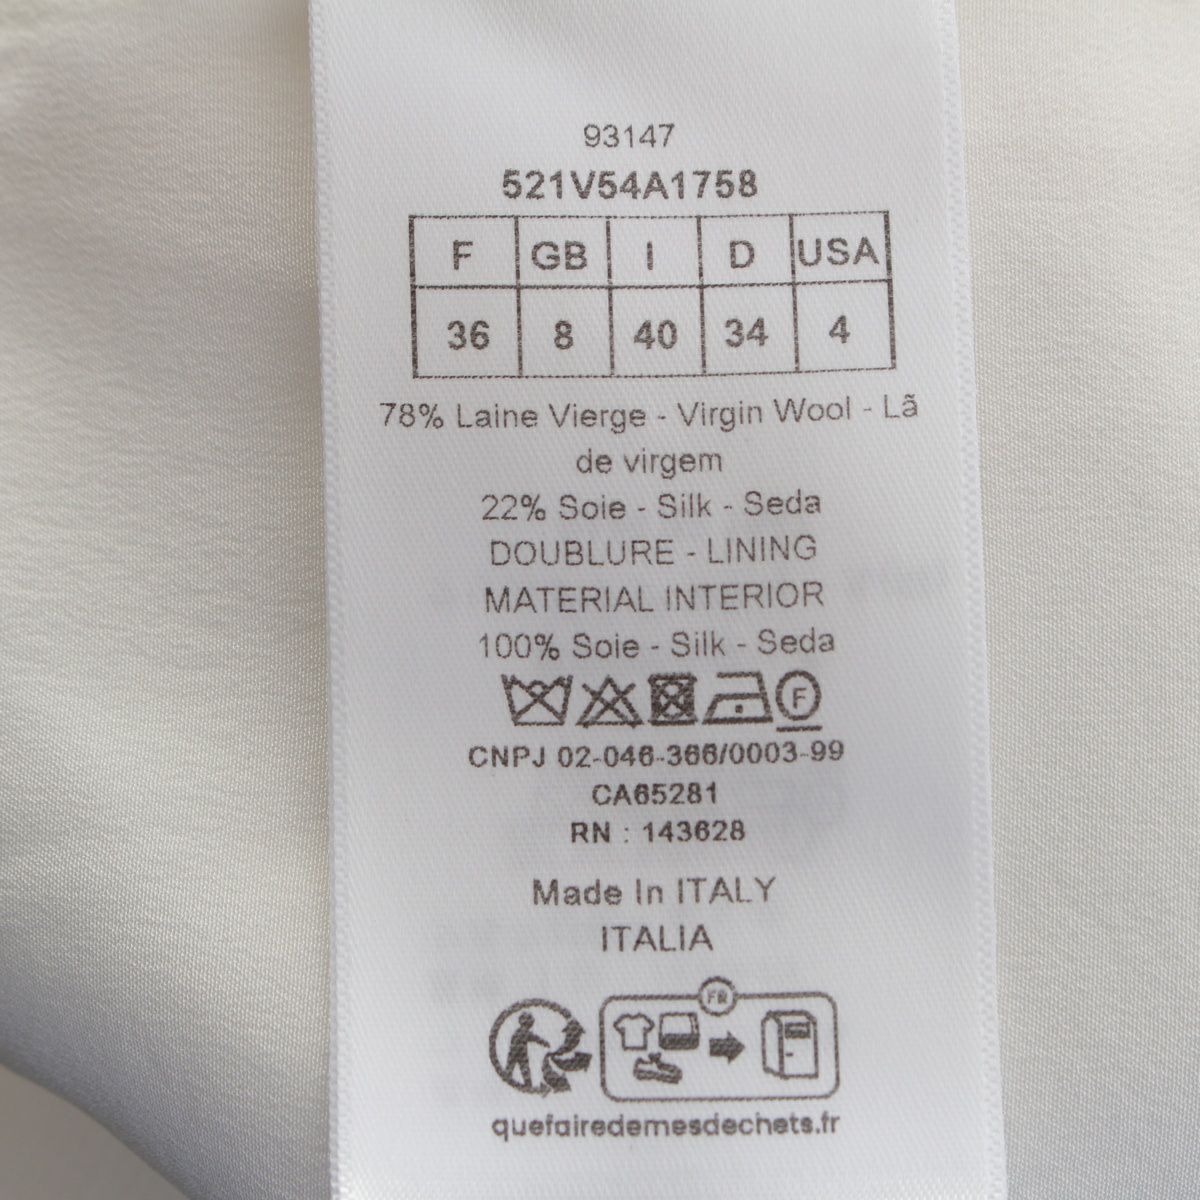 93147
521V54A1758
F GB I D USA
36 8 40 34 4
78% Laine Vierge - Virgin Wool - Lã
de virgem
22% Soie - Silk - Seda
DOUBLURE - LINING
MATERIAL INTERIOR
100% Soie - Silk - Seda
F
CNPJ 02-046-366/0003-99
CA65281
RN : 143628
Made In ITALY
ITALIA
FR
quefairedemesdechets.fr